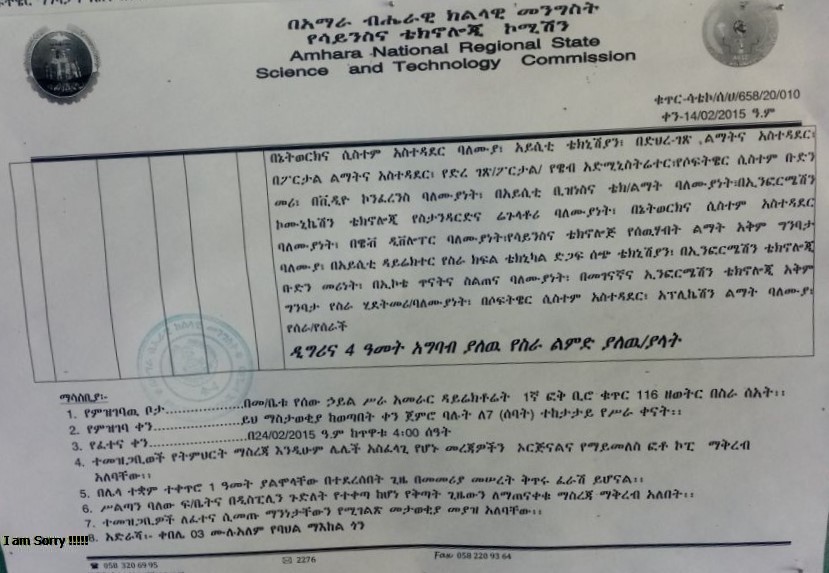 በአማራ ብሔራዊ ክልላዊ መንግስት
የሳይንስና ቴክኖሎጂ ኮሚሽን
Amhara National Regional State
Science and Technology Commission
ቁጥር-ሳቴኮ/ሰ/ሀ/658/20/010
ቀን-14/02/2015 ዓ.ም
በኔትወርክና ሲስተም አስተዳደር ባለሙያ፣ አይሲቲ ቴክኒሽያን፣ በድህረ-ገጽ ልማትና አስተዳደር፣
በፖርታል ልማትና አስተዳደር፣ የድረ ገጽ/ፖርታል/ የዌብ አድሚኒስትሬተር፣የሶፍትዌር ሲስተም ቡድን
መሪ፣ በቪዲዮ ኮንፈረንስ ባለሙያነት፣ በአይሲቲ ቢዝነስና ቴክ/ልማት ባለሙያነት፣በኢንፎርሜሽን
ኮሙኒኬሽን ቴክኖሎጂ የስታንዳርድና ሬጉላቶሪ ባለሙያነት፣ በኔትወርክና ሲስተም አስተዳደር
ባለሙያነት፣ በዌቭ ዲቨሎፐር ባለሙያነት፣የሳይንስና ቴክኖሎጅ የሰዉሃብት ልማት አቅም ግንባታ
ባለሙያ፣ በአይሲቲ ዳይሬክተር የስራ ክፍል ቴክኒካል ድጋፍ ሰጭ ቴክኒሽያን፣ በኢንፎርሜሽን ቴክኖሎጂ
ቡድን መሪነት፣ በኢኮቴ ጥናትና ስልጠና ባለሙያነት፣ በመገናኛና ኢንፎርሜሽን ቴክኖሎጂ አቅም
ግንባታ የስራ ሂደትመሪ/ባለሙያነት፣ በሶፍትዌር ሲስተም አስተዳደር፣ አፕሊኬሽን ልማት ባለሙያ፣
የሰራ/የሰራች
ዲግሪና 4 ዓመት አግባብ ያለዉ የስራ ልምድ ያለዉ/ያላት
ማሳሰቢያ፡-
1. የምዝገባዉ ቦታ.................በመ/ቤቱ የሰው ኃይል ሥራ አመራር ዳይሬክቶሬት 1ኛ ፎቅ ቢሮ ቁጥር 116 ዘወትር በስራ ሰአት፡፡
2. የምዝገባ ቀን...................ይህ ማስታወቂያ ከወጣበት ቀን ጀምሮ ባሉት ለ7 (ሰባት) ተከታታይ የሥራ ቀናት፡፡
3. የፈተና ቀን.....................በ24/02/2015 ዓ.ም ከጥዋቱ 4:00 ሰዓት
4. ተመዝጋቢወች የትምህርት ማስረጃ እንዲሁም ሌሎች አስፈላጊ የሆኑ መረጃዎችን ኦርጅናልና የማይመለስ ፎቶ ኮፒ ማቅረብ
አለባቸው፡፡
5. በሌላ ተቋም ተቀጥሮ 1 ዓመት ያልሞላቸው በተደረሰበት ጊዜ በመመሪያ መሠረት ቅጥሩ ፈራሽ ይሆናል፡፡
6. ሥልጣን ባለው ፍ/ቤትና በዲስፒሊን ጉድለት የተቀጣ ከሆነ የቅጣት ጊዜውን ለማጠናቀቁ ማስረጃ ማቅረብ አለበት፡፡
7. ተመዝጋቢዎች ለፈተና ሲመጡ ማንነታቸውን የሚገልጽ መታወቂያ መያዝ አለባቸው፡፡
8. አድራሻ፡- ቀበሌ 03 ሙሉአለም የባህል ማእከል ጎን
I am Sorry !!!!!
☎ 058 320 69 95 ✉ 2276 Fax: 058 220 93 64